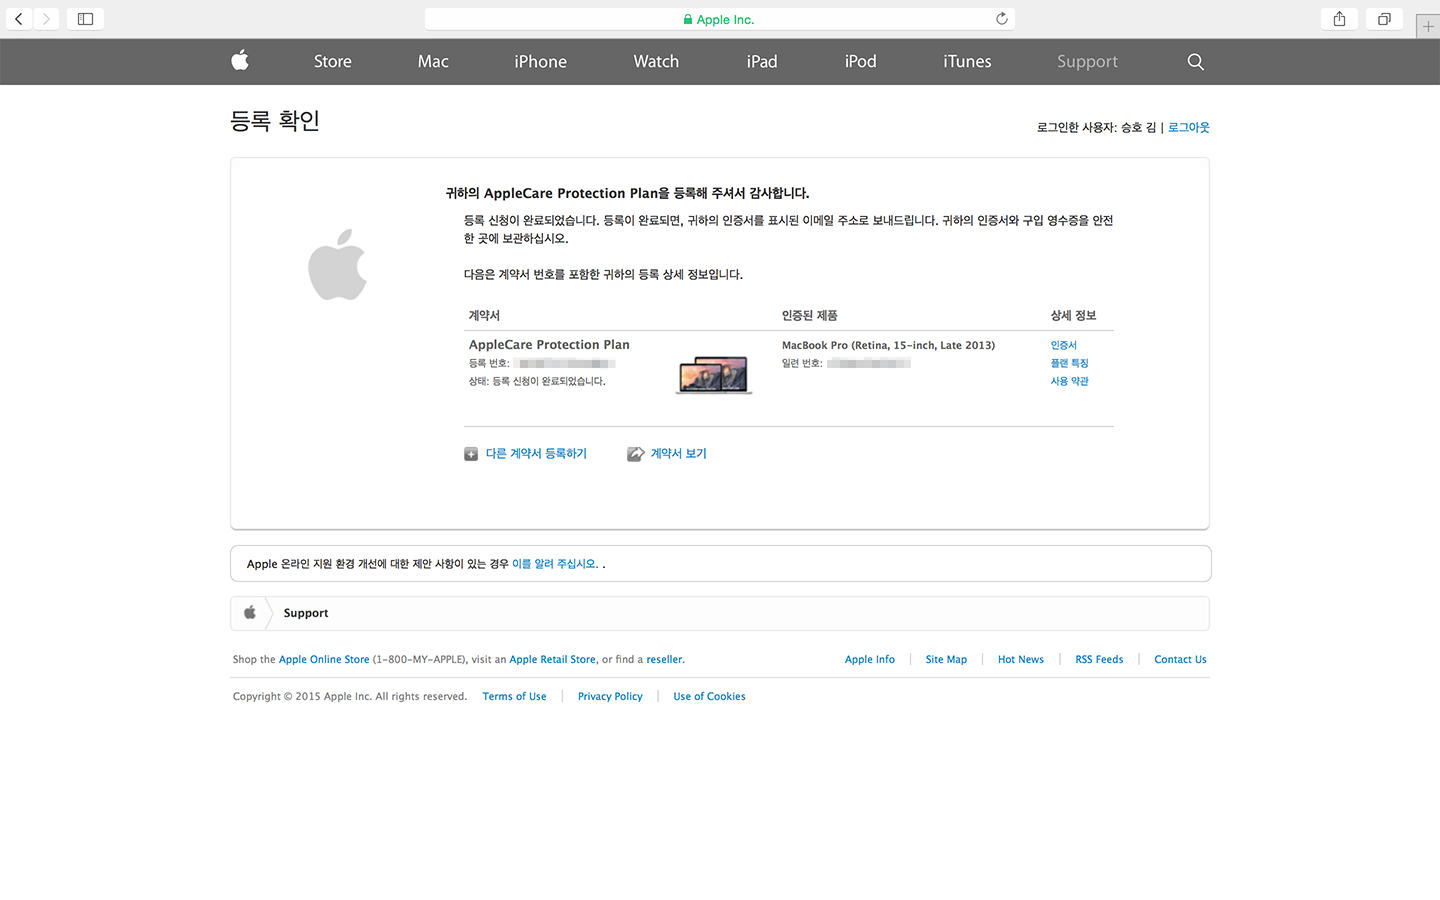 Apple Inc.
Store Mac iPhone Watch iPad iPod iTunes Support
등록 확인
로그인한 사용자: 승호 김 | 로그아웃
귀하의 AppleCare Protection Plan을 등록해 주셔서 감사합니다.
등록 신청이 완료되었습니다. 등록이 완료되면, 귀하의 인증서를 표시된 이메일 주소로 보내드립니다. 귀하의 인증서와 구입 영수증을 안전
한 곳에 보관하십시오.
다음은 계약서 번호를 포함한 귀하의 등록 상세 정보입니다.
계약서 인증된 제품 상세 정보
AppleCare Protection Plan
등록 번호:
상태: 등록 신청이 완료되었습니다.
MacBook Pro (Retina, 15-inch, Late 2013)
일련 번호:
인증서
플랜 특징
사용 약관
다른 계약서 등록하기 계약서 보기
Apple 온라인 지원 환경 개선에 대한 제안 사항이 있는 경우 이를 알려 주십시오. .
Support
Shop the Apple Online Store (1-800-MY-APPLE), visit an Apple Retail Store, or find a reseller.
Apple Info | Site Map | Hot News | RSS Feeds | Contact Us
Copyright © 2015 Apple Inc. All rights reserved. Terms of Use | Privacy Policy | Use of Cookies